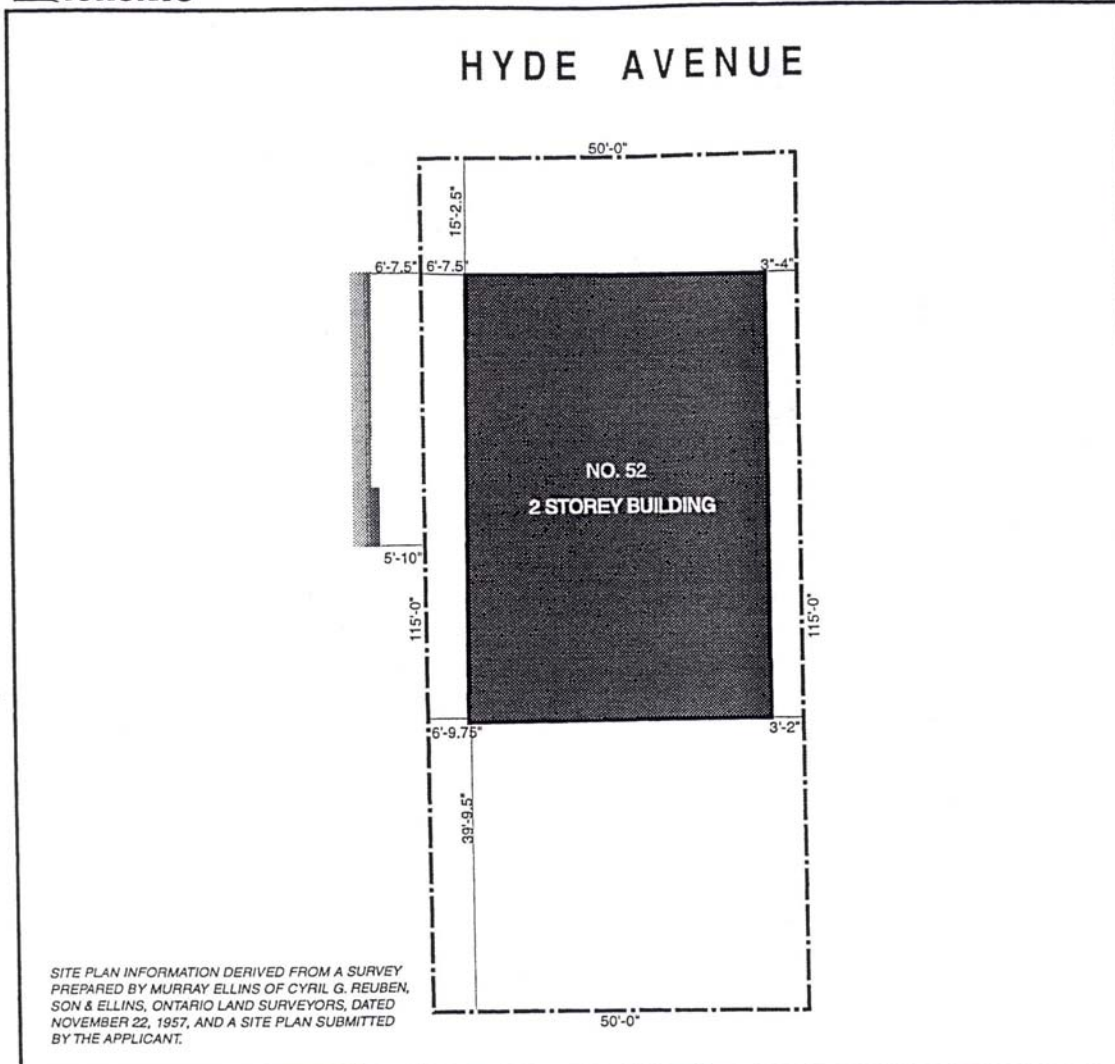 HYDE AVENUE
50'-0"
15'-2.5"
6'-7.5" 6'-7.5" 3"-4"
NO. 52
2 STOREY BUILDING
5'-10"
115'-0" 115'-0"
6'-9.75" 3'-2"
39'-9.5"
SITE PLAN INFORMATION DERIVED FROM A SURVEY
PREPARED BY MURRAY ELLINS OF CYRIL G. REUBEN,
SON & ELLINS, ONTARIO LAND SURVEYORS, DATED
NOVEMBER 22, 1957, AND A SITE PLAN SUBMITTED
BY THE APPLICANT.
50'-0"